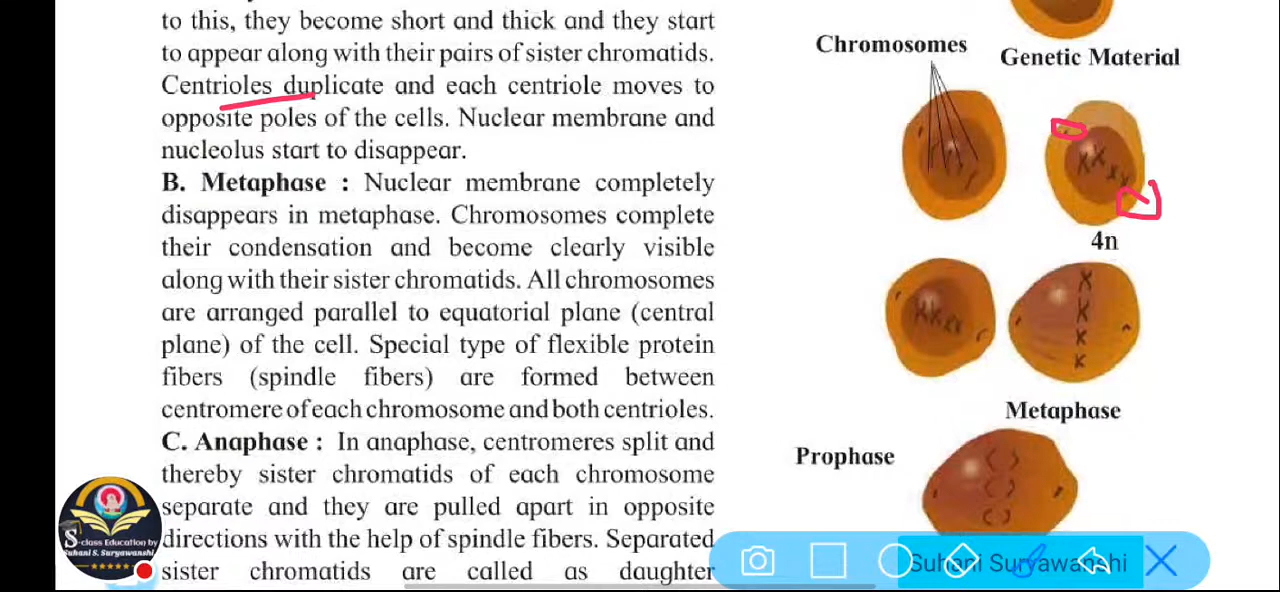 to this, they become short and thick and they start
to appear along with their pairs of sister chromatids.
Centrioles duplicate and each centriole moves to
opposite poles of the cells. Nuclear membrane and
nucleolus start to disappear.
B. Metaphase : Nuclear membrane completely
disappears in metaphase. Chromosomes complete
their condensation and become clearly visible
along with their sister chromatids. All chromosomes
are arranged parallel to equatorial plane (central
plane) of the cell. Special type of flexible protein
fibers (spindle fibers) are formed between
centromere of each chromosome and both centrioles.
C. Anaphase : In anaphase, centromeres split and
thereby sister chromatids of each chromosome
separate and they are pulled apart in opposite
directions with the help of spindle fibers. Separated
sister chromatids are called as daughter
Chromosomes
Genetic Material
4n
Metaphase
Prophase
S-class Education by
Suhani S. Suryawanshi
Suhani Suryawanshi